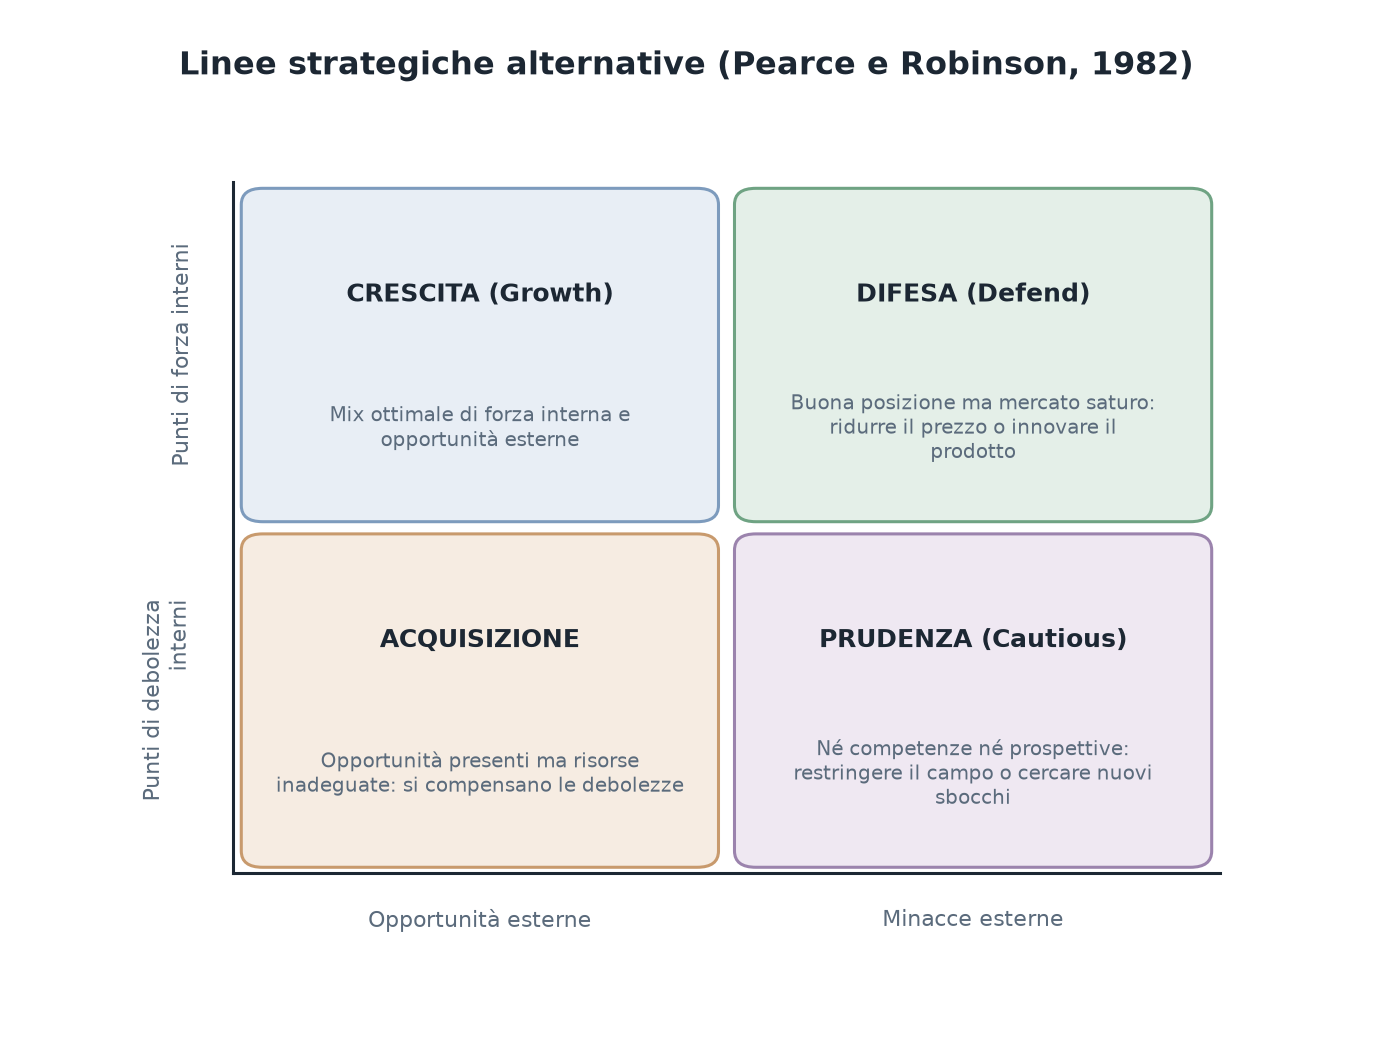 Linee strategiche alternative (Pearce e Robinson, 1982)
Punti di forza interni
CRESCITA (Growth)
Mix ottimale di forza interna e
opportunità esterne
DIFESA (Defend)
Buona posizione ma mercato saturo:
ridurre il prezzo o innovare il
prodotto
Punti di debolezza
interni
ACQUISIZIONE
Opportunità presenti ma risorse
inadeguate: si compensano le debolezze
PRUDENZA (Cautious)
Né competenze né prospettive:
restringere il campo o cercare nuovi
sbocchi
Opportunità esterne
Minacce esterne